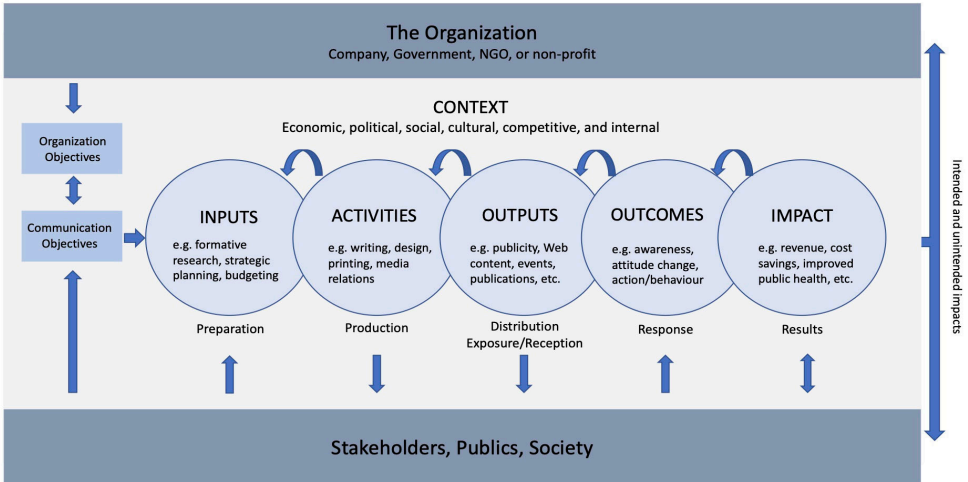 The Organization
Company, Government, NGO, or non-profit
CONTEXT
Economic, political, social, cultural, competitive, and internal
Organization
Objectives
Communication
Objectives
INPUTS
e.g. formative
research, strategic
planning, budgeting
Preparation
ACTIVITIES
e.g. writing, design,
printing, media
relations
Production
OUTPUTS
e.g. publicity, Web
content, events,
publications, etc.
Distribution
Exposure/Reception
OUTCOMES
e.g. awareness,
attitude change,
action/behaviour
Response
IMPACT
e.g. revenue, cost
savings, improved
public health, etc.
Results
Intended and unintended impacts
Stakeholders, Publics, Society